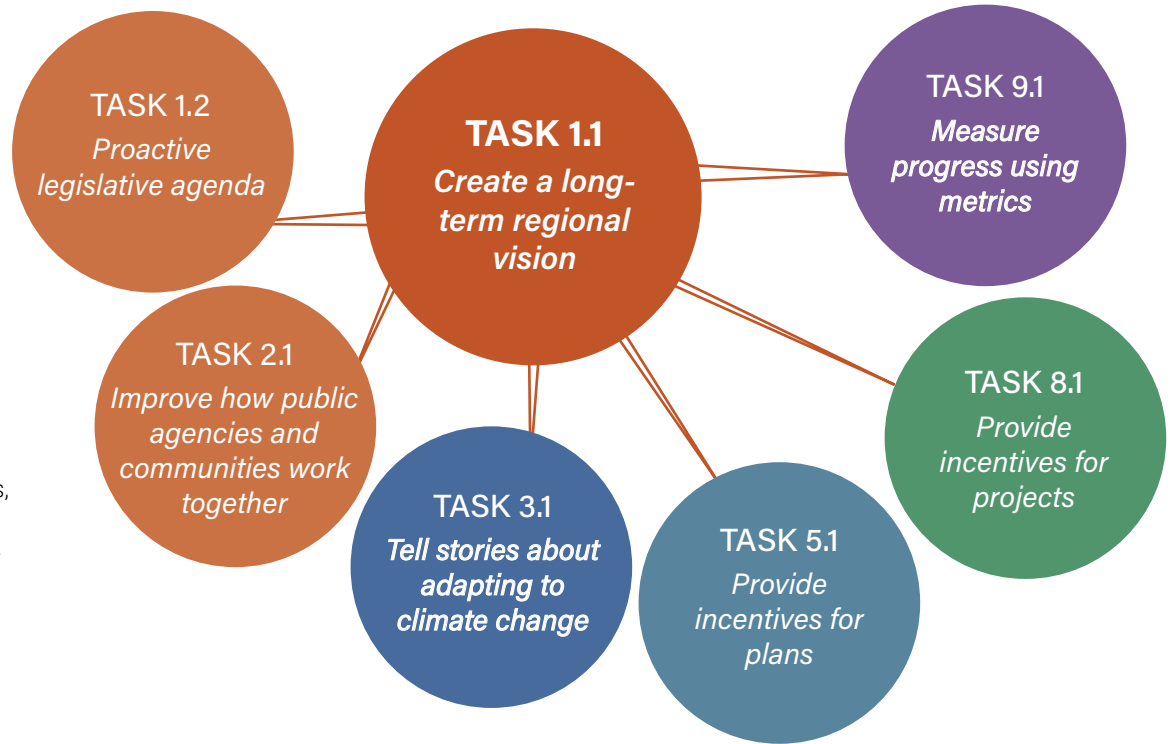 TASK 1.2
Proactive
legislative agenda
TASK 1.1
Create a long-
term regional
vision
TASK 9.1
Measure
progress using
metrics
TASK 2.1
Improve how public
agencies and
communities work
together
TASK 3.1
Tell stories about
adapting to
climate change
TASK 5.1
Provide
incentives for
plans
TASK 8.1
Provide
incentives for
projects